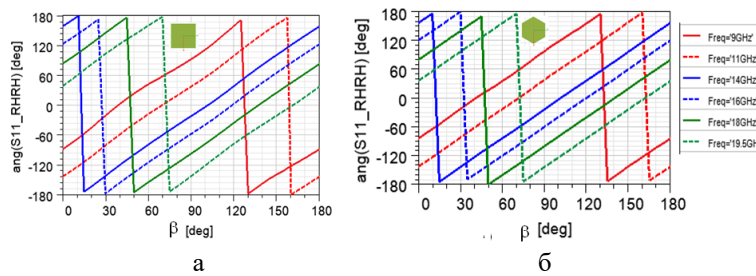 a)
180
120
60
0
-60
-120
-180
ang(S11_RHRH) [deg]
0 30 60 90 120 150 180
β [deg]
б)
180
120
60
0
-60
-120
-180
ang(S11_RHRH) [deg]
0 30 60 90 120 150 180
β [deg]
Freq='9GHz'
Freq='11GHz'
Freq='14GHz'
Freq='16GHz'
Freq='18GHz'
Freq='19.5GHz
а
б